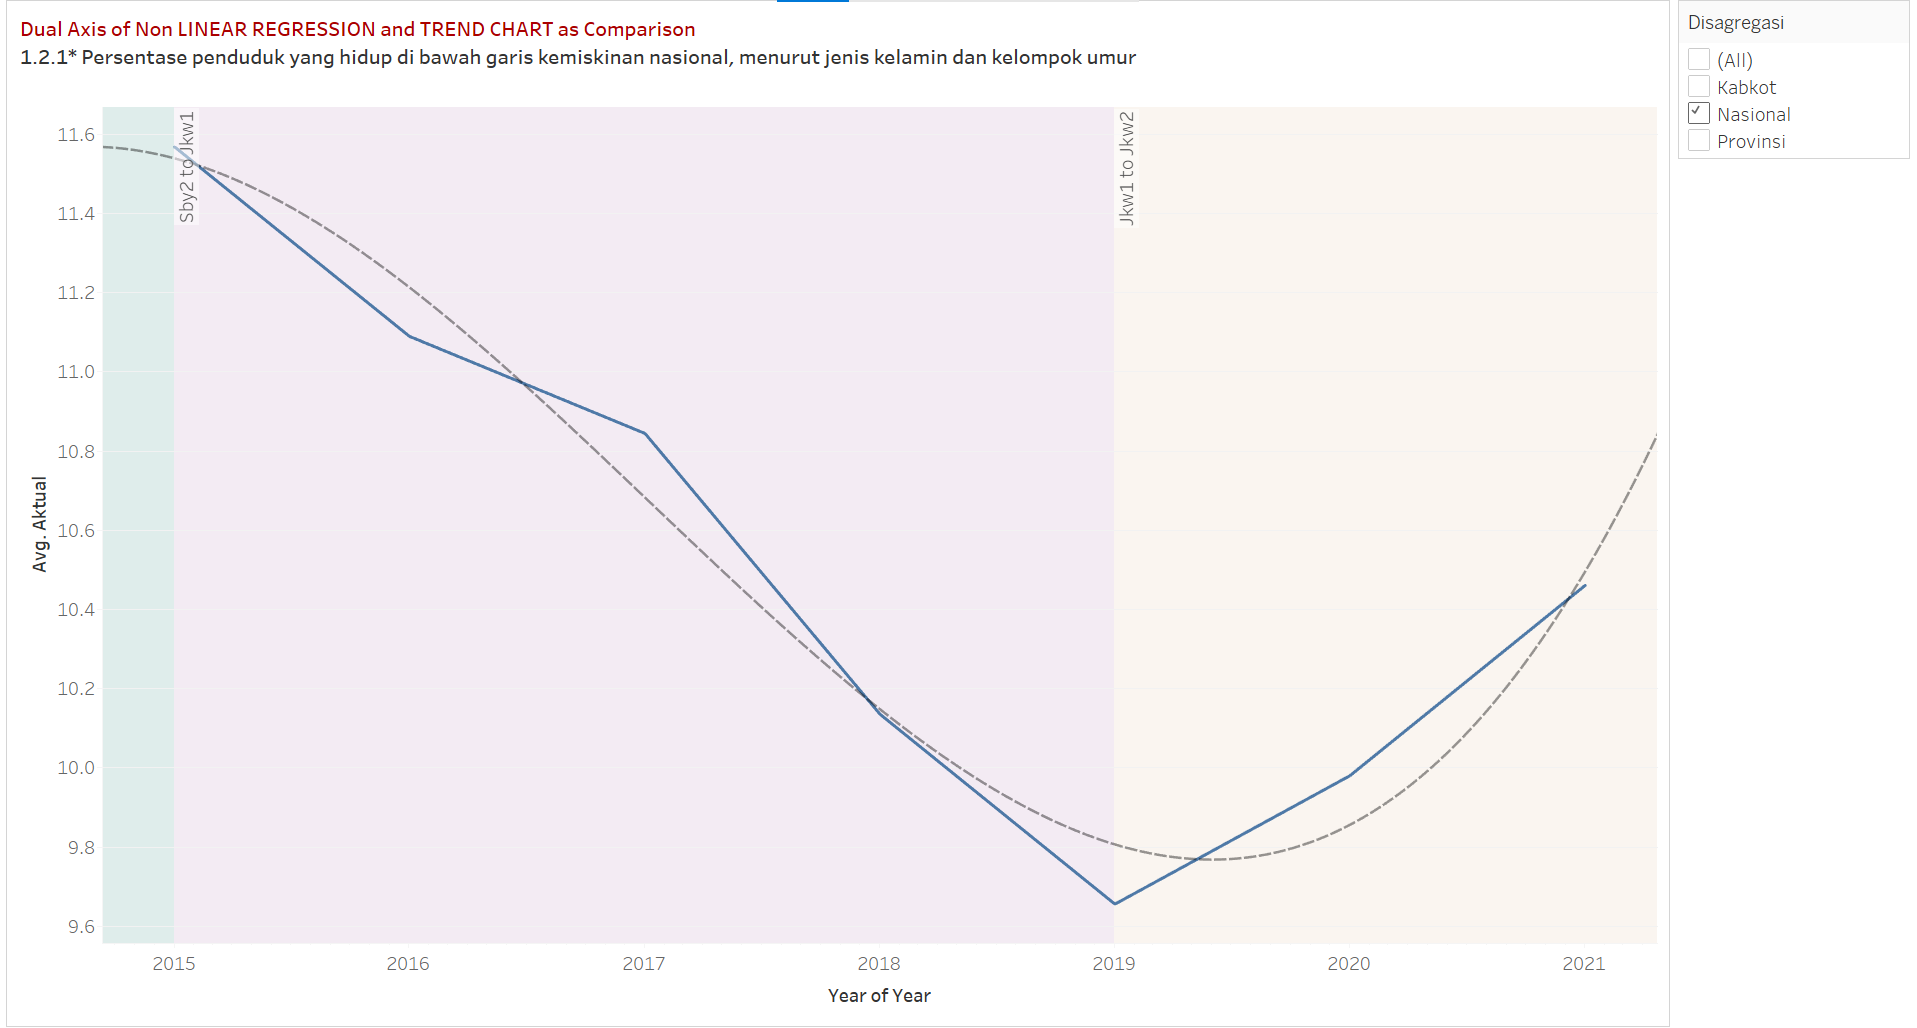 Dual Axis of Non LINEAR REGRESSION and TREND CHART as Comparison
1.2.1* Persentase penduduk yang hidup di bawah garis kemiskinan nasional, menurut jenis kelamin dan kelompok umur
Disagregasi
(All)
Kabkot
Nasional
Provinsi
Sby2 to Jkw1
Jkw1 to Jkw2
Avg. Aktual
11.6
11.4
11.2
11.0
10.8
10.6
10.4
10.2
10.0
9.8
9.6
2015 2016 2017 2018 2019 2020 2021
Year of Year